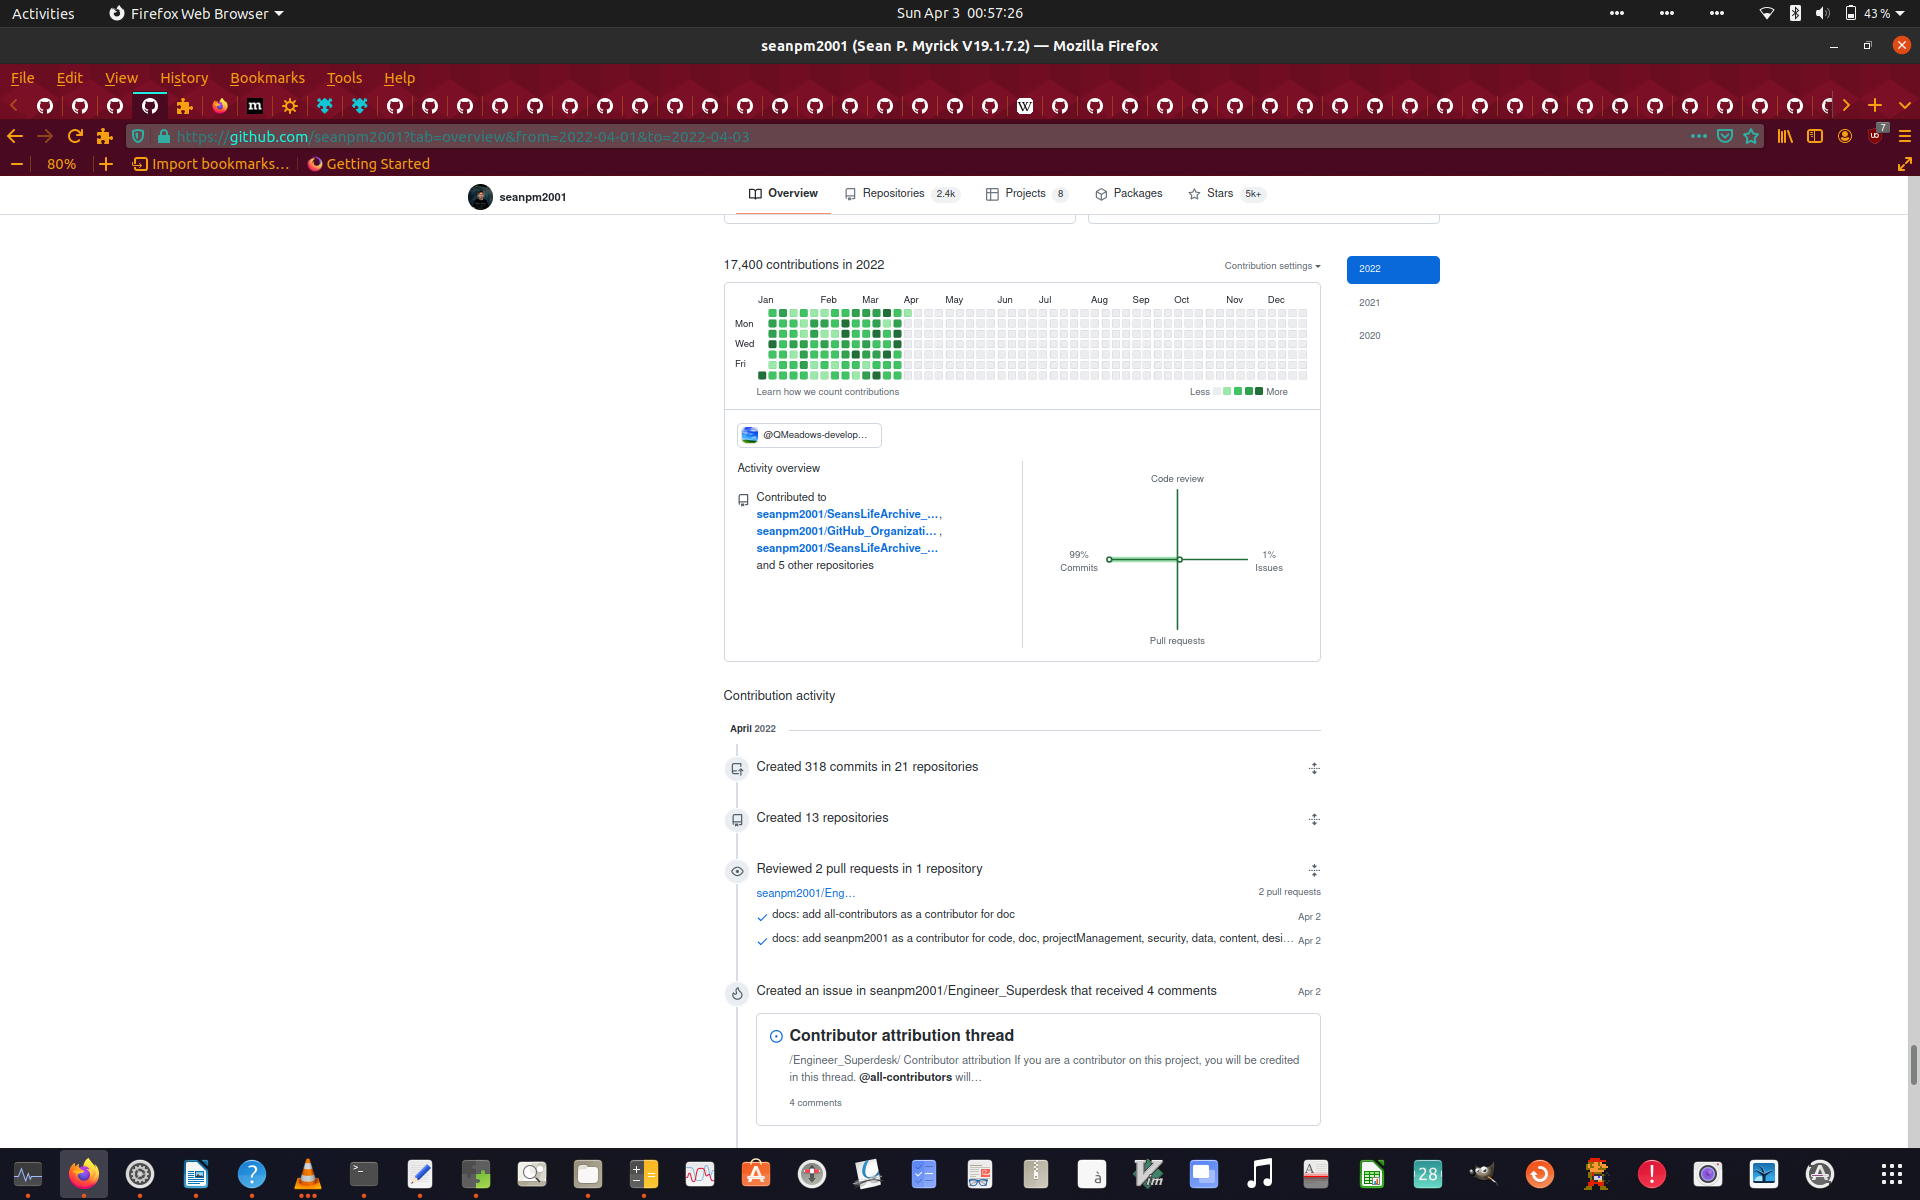 Activities
Firefox Web Browser
Sun Apr 3 00:57:26
43 %
seanpm2001 (Sean P. Myrick V19.1.7.2) — Mozilla Firefox
File Edit View History Bookmarks Tools Help
https://github.com/seanpm2001?tab=overview&from=2022-04-01&to=2022-04-03
7
80%
Import bookmarks…
Getting Started
seanpm2001
Overview
Repositories 2.4k
Projects 8
Packages
Stars 5k+
17,400 contributions in 2022
Contribution settings
2022
2021
2020
Jan Feb Mar Apr May Jun Jul Aug Sep Oct Nov Dec
Mon
Wed
Fri
Learn how we count contributions
Less
More
@QMeadows-develop…
Activity overview
Contributed to
seanpm2001/SeansLifeArchive_…,
seanpm2001/GitHub_Organizati… ,
seanpm2001/SeansLifeArchive_…
and 5 other repositories
Code review
99%
Commits
1%
Issues
Pull requests
Contribution activity
April 2022
Created 318 commits in 21 repositories
Created 13 repositories
Reviewed 2 pull requests in 1 repository
seanpm2001/Eng…
2 pull requests
docs: add all-contributors as a contributor for doc
Apr 2
docs: add seanpm2001 as a contributor for code, doc, projectManagement, security, data, content, desi…
Apr 2
Created an issue in seanpm2001/Engineer_Superdesk that received 4 comments
Apr 2
Contributor attribution thread
/Engineer_Superdesk/ Contributor attribution If you are a contributor on this project, you will be credited
in this thread. @all-contributors will…
4 comments
28